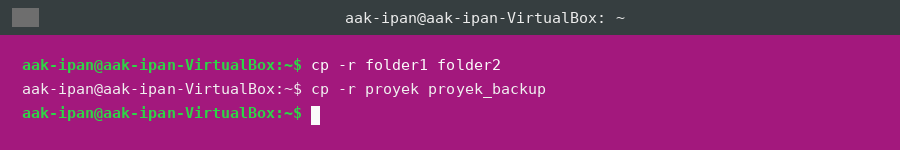 aak-ipan@aak-ipan-VirtualBox: ~
aak-ipan@aak-ipan-VirtualBox:~$ cp -r folder1 folder2
aak-ipan@aak-ipan-VirtualBox:~$ cp -r proyek proyek_backup
aak-ipan@aak-ipan-VirtualBox:~$